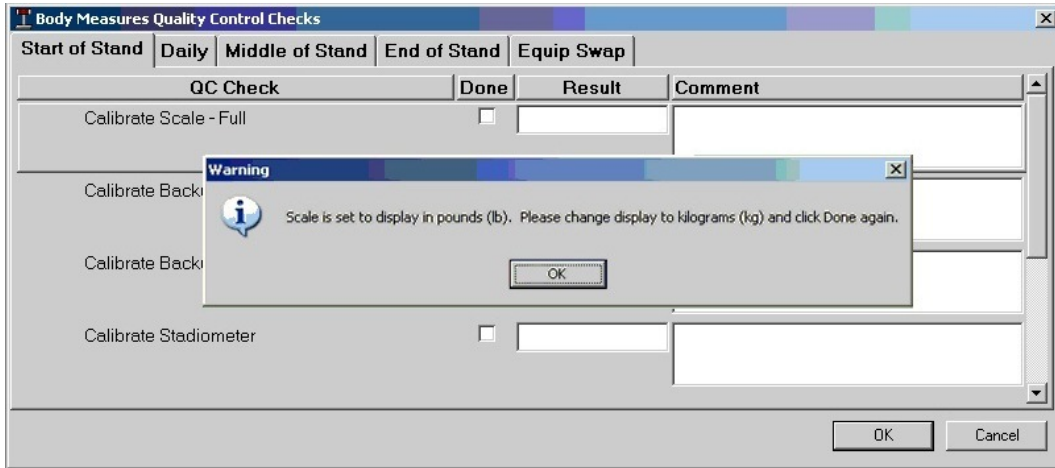 Body Measures Quality Control Checks
Start of Stand Daily Middle of Stand End of Stand Equip Swap
QC Check Done Result Comment
Calibrate Scale - Full
Warning
Calibrate
Scale is set to display in pounds (lb). Please change display to kilograms (kg) and click Done again.
Calibrate
OK
Calibrate Stadiometer
OK Cancel